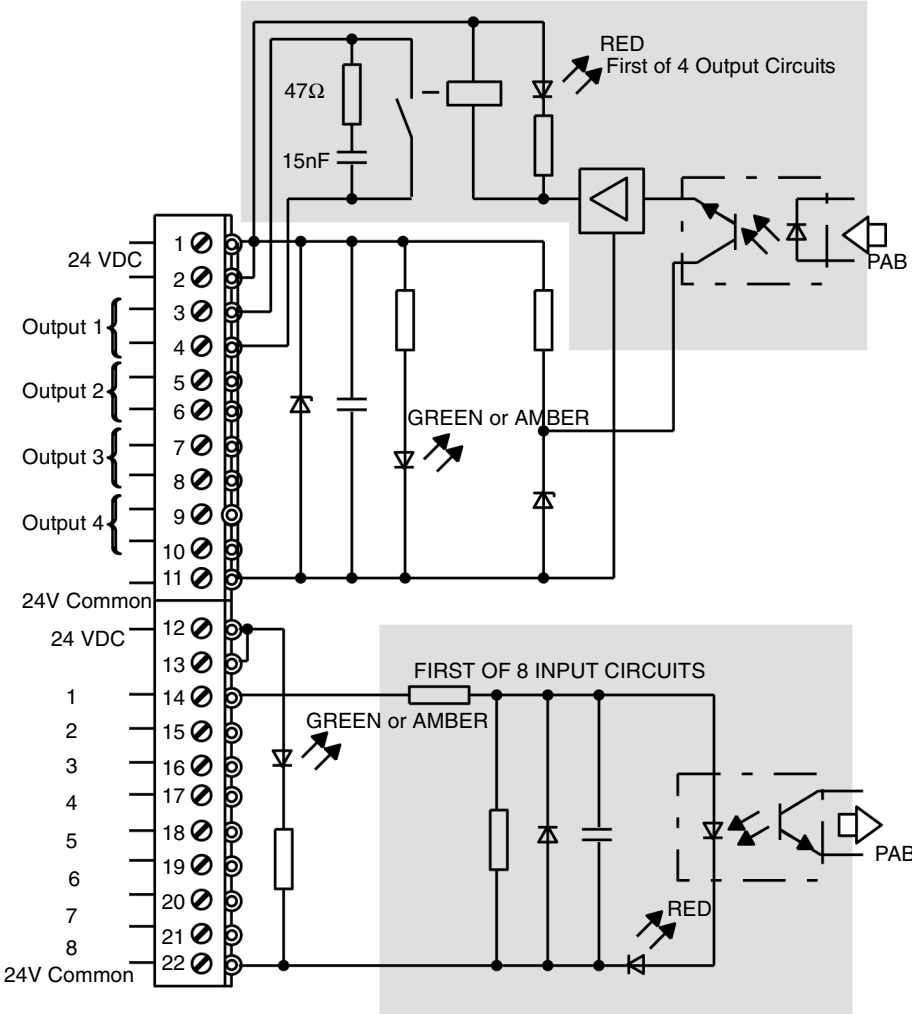 RED
First of 4 Output Circuits
47Ω
15nF
PAB
1
24 VDC
2
3
Output 1
4
5
Output 2
6
GREEN or AMBER
7
Output 3
8
9
Output 4
10
11
24V Common
12
24 VDC
13
FIRST OF 8 INPUT CIRCUITS
1
14
GREEN or AMBER
2
15
3
16
4
17
5
18
PAB
6
19
7
20
RED
8
21
24V Common
22